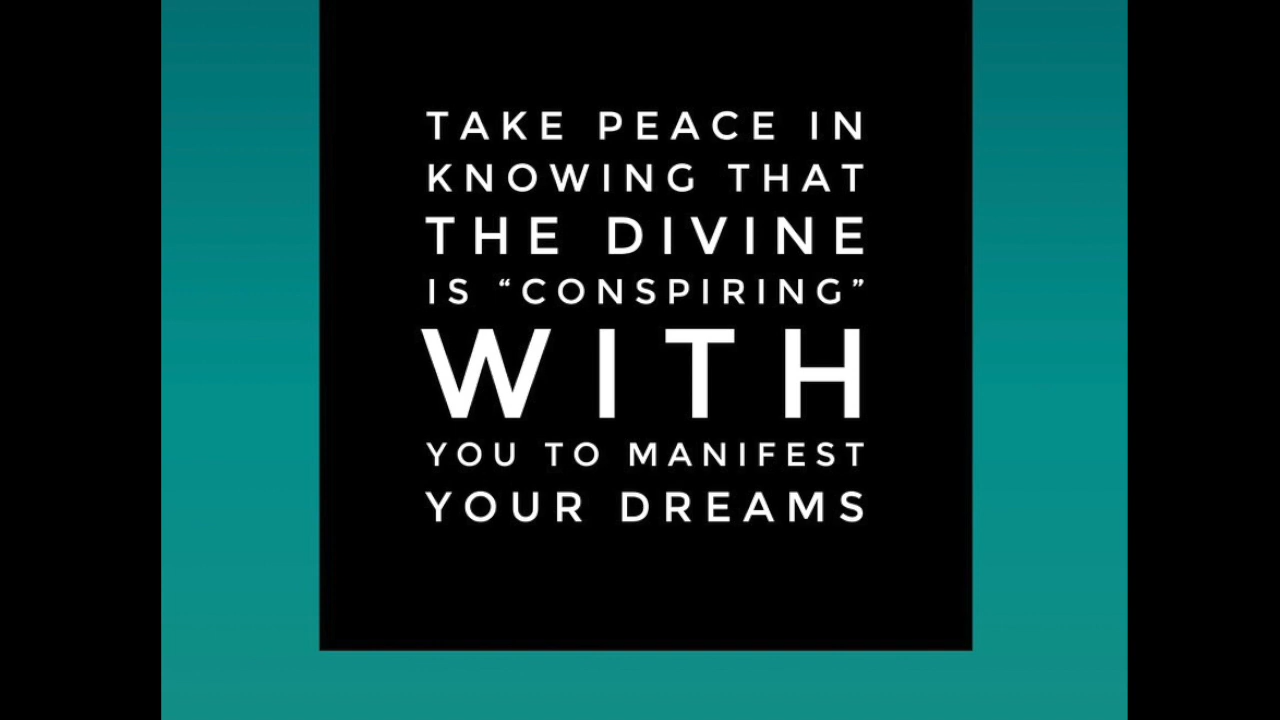 TAKE PEACE IN
KNOWING THAT
THE DIVINE
IS “CONSPIRING”
WITH
YOU TO MANIFEST
YOUR DREAMS